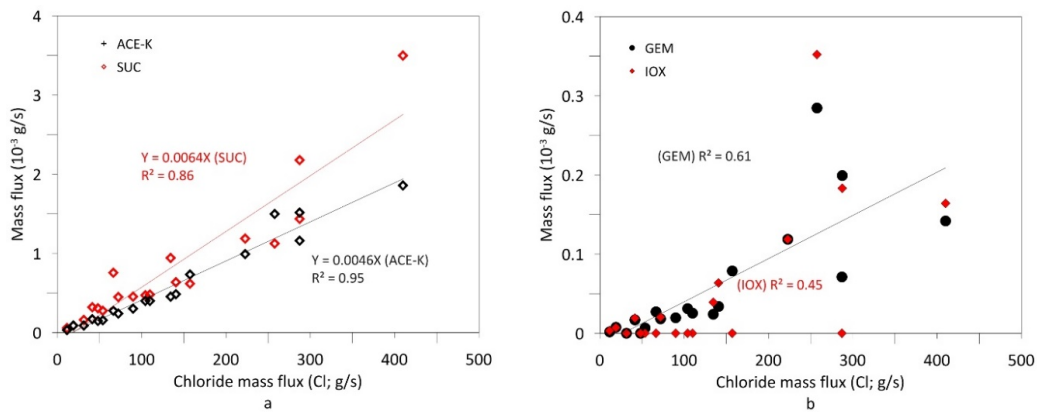 4
3
2
1
0
Mass flux (10⁻³ g/s)
ACE-K
SUC
Y = 0.0064X (SUC)
R² = 0.86
Y = 0.0046X (ACE-K)
R² = 0.95
0 100 200 300 400 500
Chloride mass flux (Cl; g/s)
a
0.4
0.3
0.2
0.1
0
Mass flux (10⁻³ g/s)
GEM
IOX
(GEM) R² = 0.61
(IOX) R² = 0.45
0 100 200 300 400 500
Chloride mass flux (Cl; g/s)
b